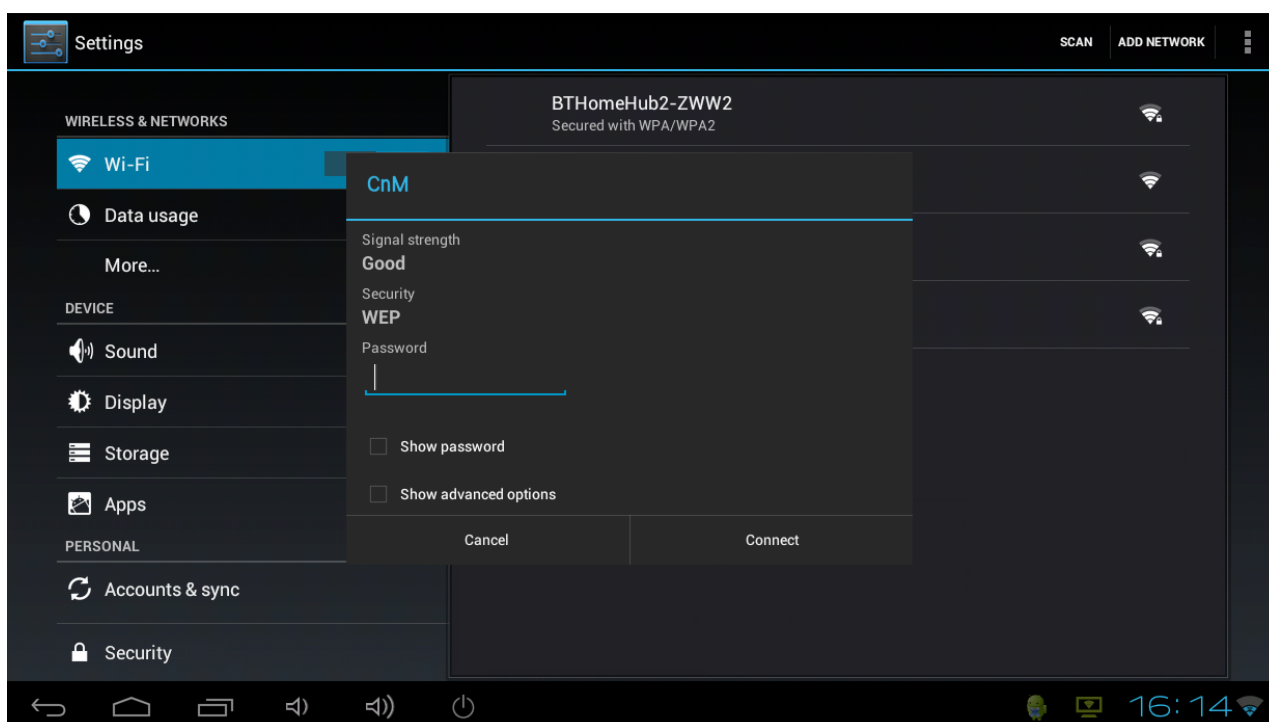 Settings
SCAN
ADD NETWORK
WIRELESS & NETWORKS
Wi-Fi
Data usage
More...
DEVICE
Sound
Display
Storage
Apps
PERSONAL
Accounts & sync
Security
BTHomeHub2-ZWW2
Secured with WPA/WPA2
CnM
Signal strength
Good
Security
WEP
Password
Show password
Show advanced options
Cancel
Connect
16:14